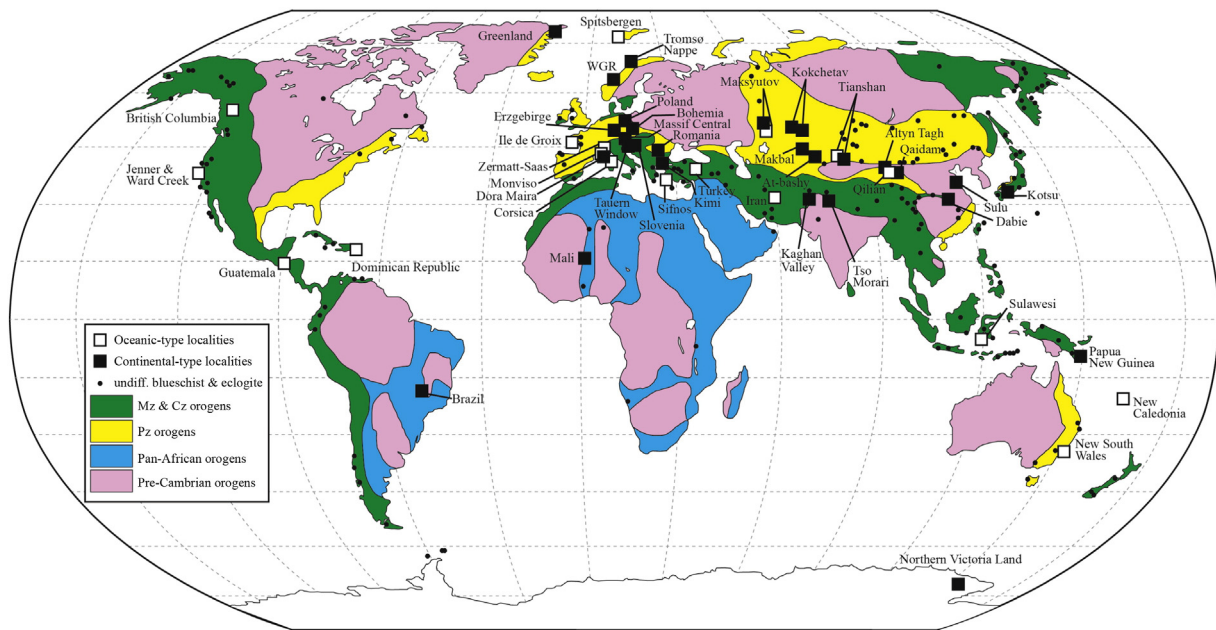 Spitsbergen
Greenland
Tromsø
Nappe
WGR
Kokchetav
Maksyutov
Tianshan
British Columbia
Erzgebirge
Poland
Bohemia
Massif Central
Romania
Ile de Groix
Altyn Tagh
Qaidam
Jenner &
Ward Creek
Zermatt-Saas
Monviso
Dora Maira
Corsica
Makbal
At-bashy
Qilian
Kotsu
Tauern
Window
Sifnos
Turkey
Kimi
Iran
Sulu
Dabie
Slovenia
Guatemala
Dominican Republic
Mali
Kaghan
Valley
Tso
Morari
Sulawesi
Oceanic-type localities
Continental-type localities
undiff. blueschist & eclogite
Mz & Cz orogens
Pz orogens
Pan-African orogens
Pre-Cambrian orogens
Brazil
Papua
New Guinea
New
Caledonia
New South
Wales
Northern Victoria Land